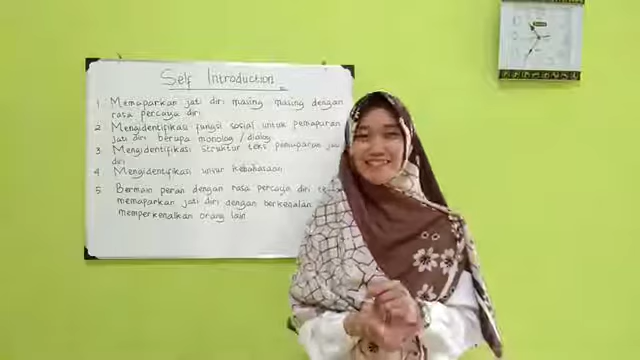 Self Introduction
1 Memaparkan jati diri masing masing dengan
rasa percaya diri
2 Mengidentifikasi fungsi sosial untuk pemaparan
jati diri berupa monolog / dialog
3 Mengidentifikasi struktur teks pemaparan
diri
4 Mengidentifikasi unsur kebahasaan
5 Bermain peran dengan rasa percaya diri
memaparkan jati diri dengan berkenalan
memperkenalkan orang lain